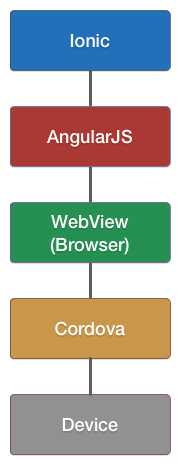 Ionic
AngularJS
WebView
(Browser)
Cordova
Device